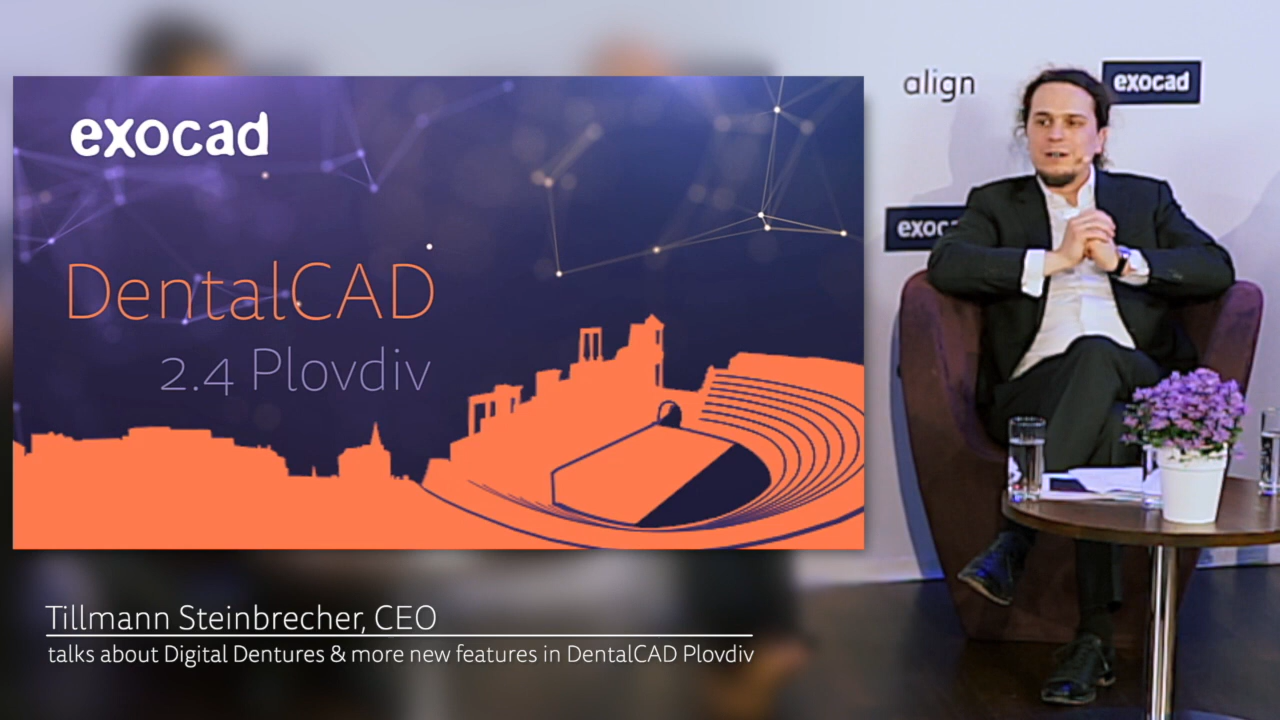 exocad
DentalCAD
2.4 Plovdiv
align
exocad
exoc
Tillmann Steinbrecher, CEO
talks about Digital Dentures & more new features in DentalCAD Plovdiv